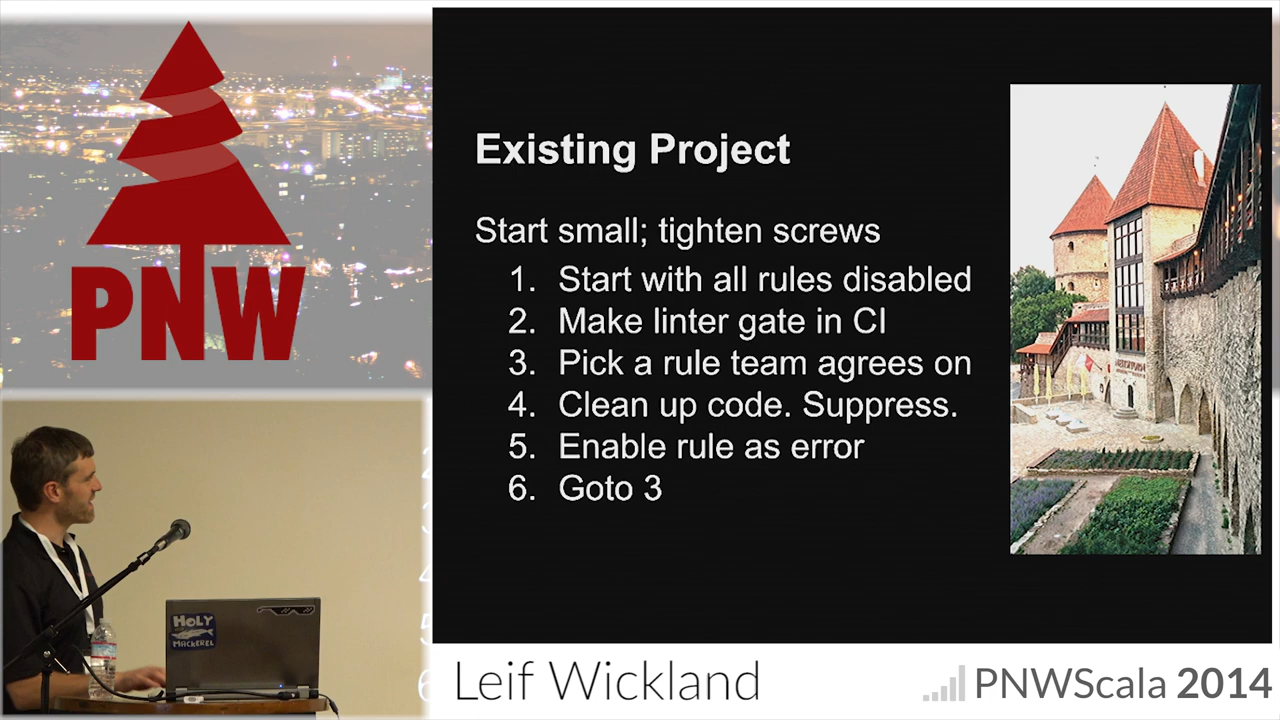 PNW
Existing Project
Start small; tighten screws
1. Start with all rules disabled
2. Make linter gate in CI
3. Pick a rule team agrees on
4. Clean up code. Suppress.
5. Enable rule as error
6. Goto 3
HOLY
MACKEREL
Leif Wickland
PNWScala 2014